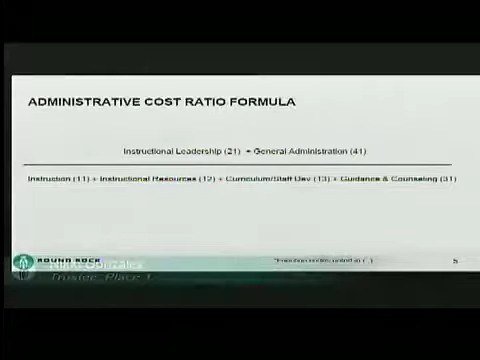 ADMINISTRATIVE COST RATIO FORMULA
Instructional Leadership (21) + General Administration (41)
Instruction (11) + Instructional Resources (12) + Curriculum/Staff Dev (13) + Guidance & Counseling (31)
ROUND ROCK
Gonzalez
Trustee, Place 1
5